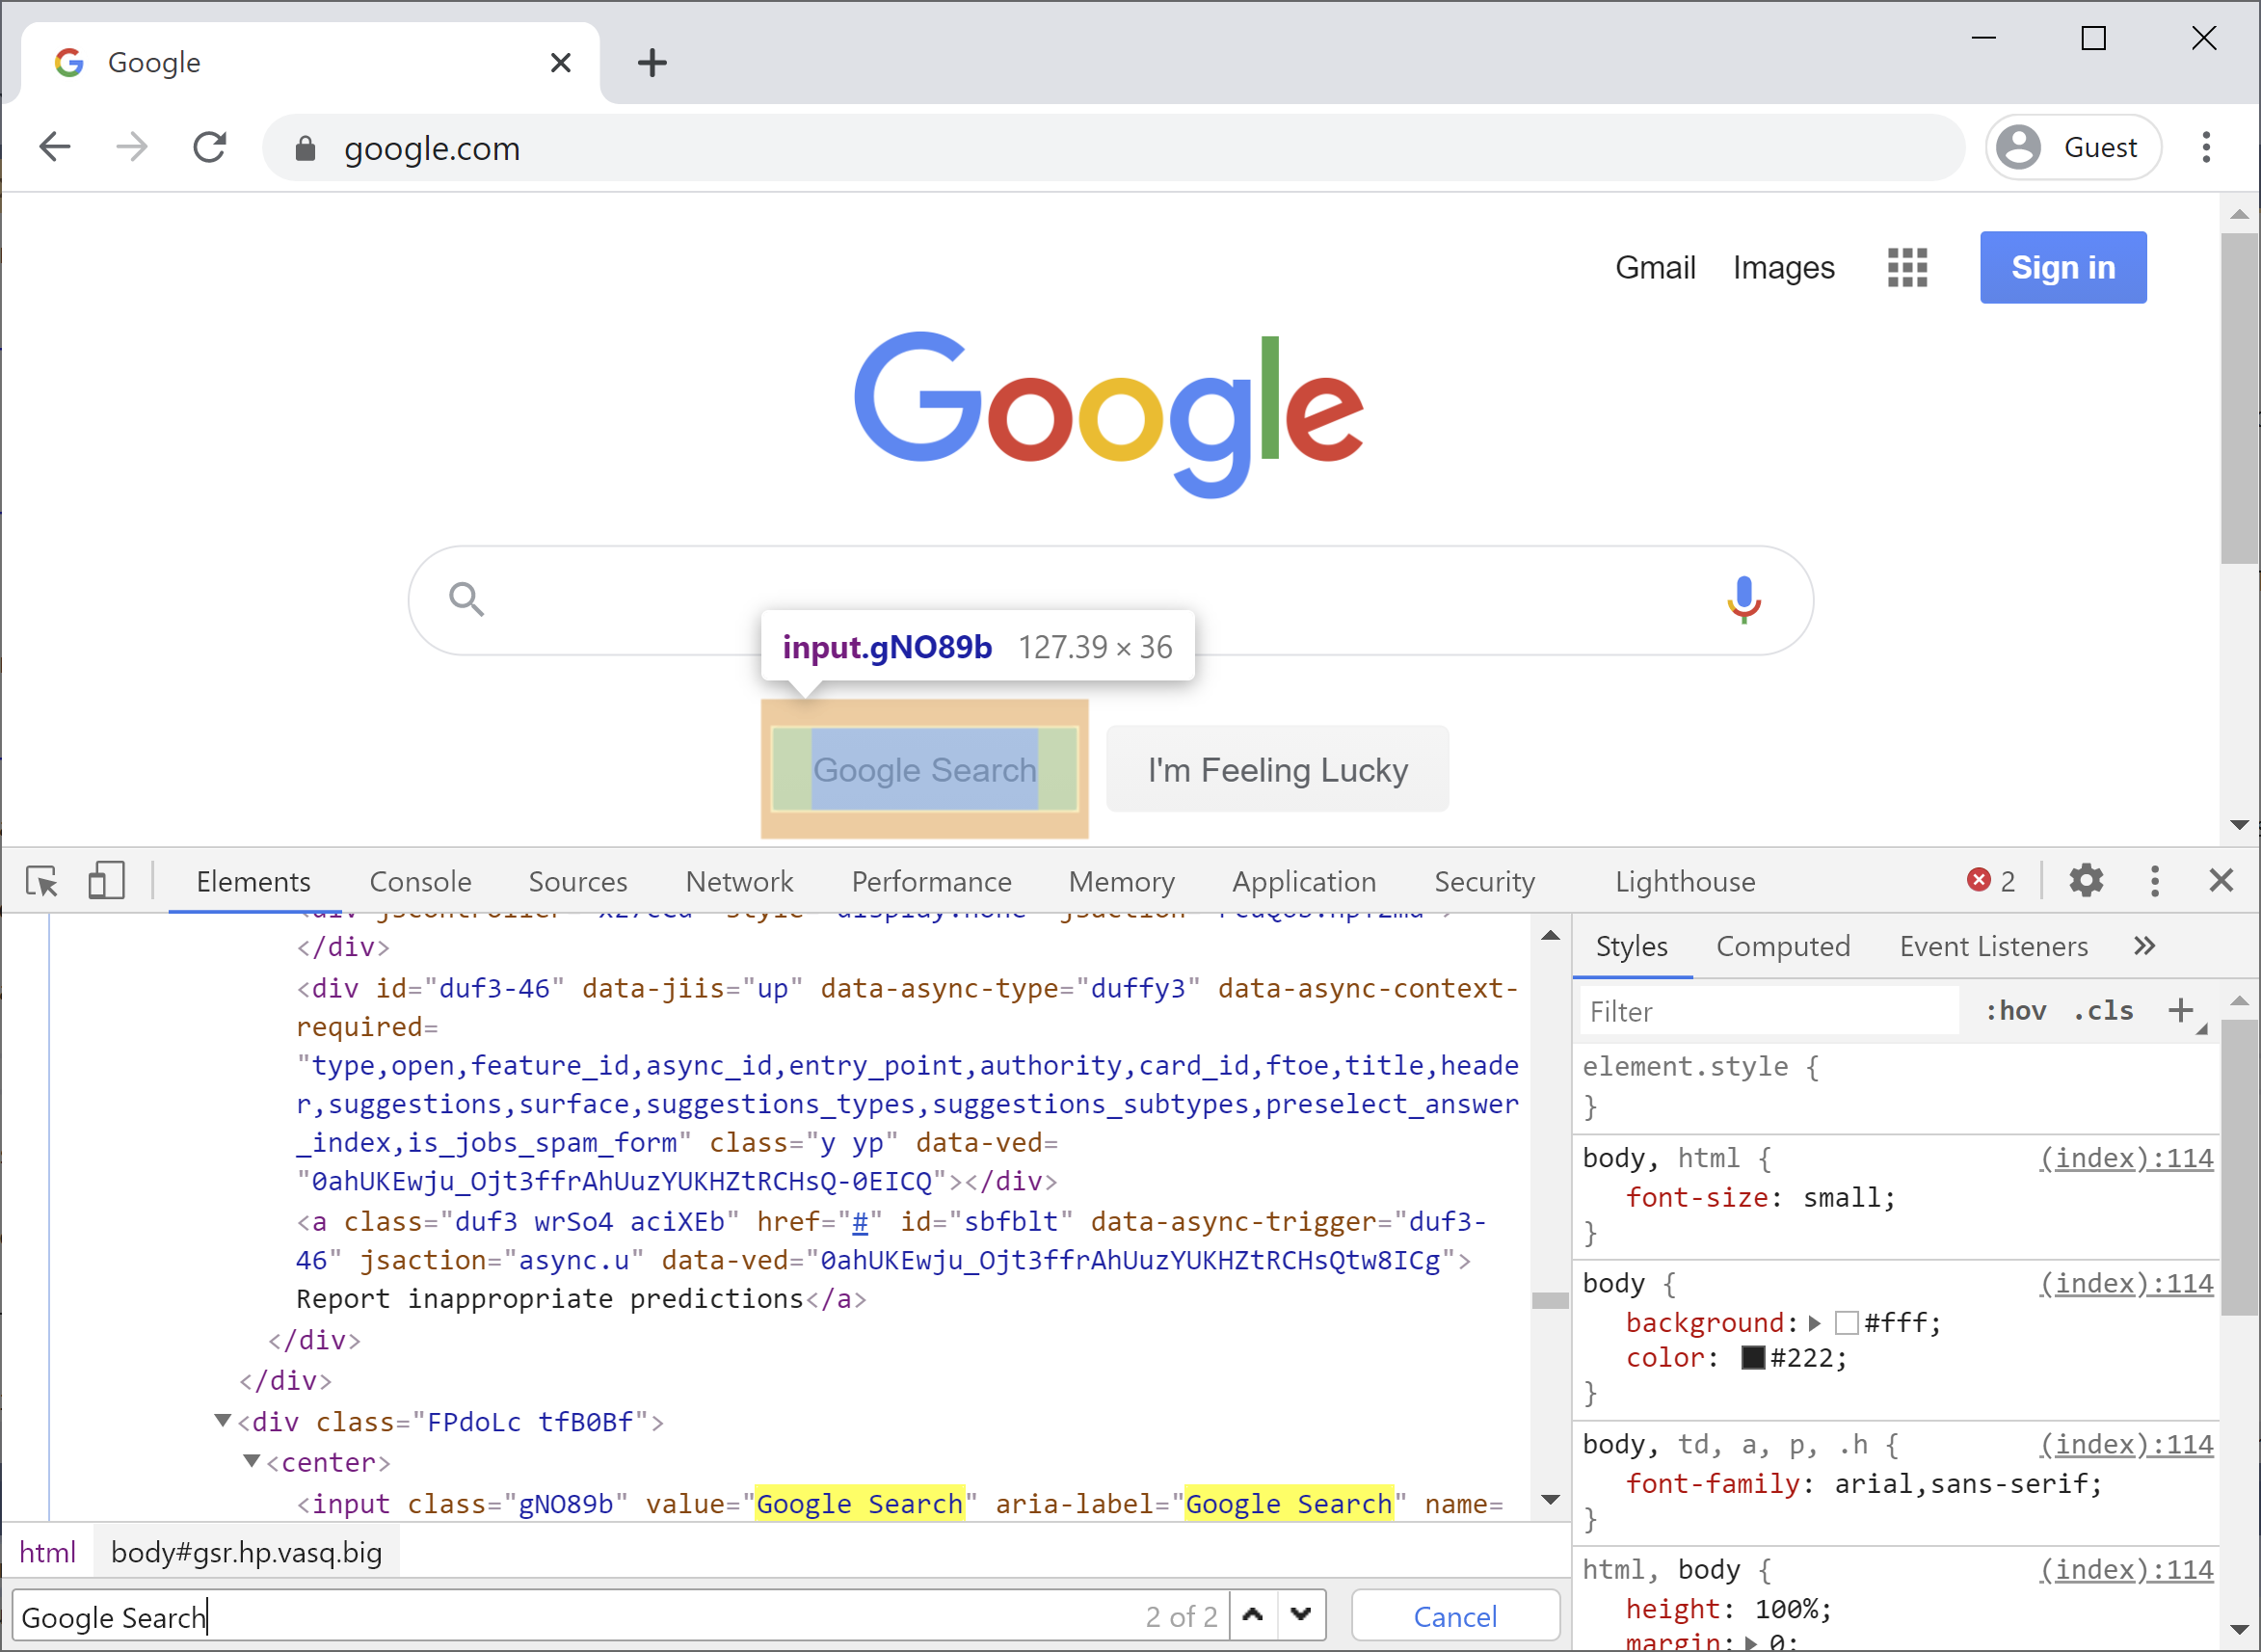 Google
google.com
Guest
Gmail Images Sign in
Google
input.gNO89b 127.39 × 36
Google Search I'm Feeling Lucky
Elements Console Sources Network Performance Memory Application Security Lighthouse 2
</div>
<div id="duf3-46" data-jiis="up" data-async-type="duffy3" data-async-context-
required=
"type,open,feature_id,async_id,entry_point,authority,card_id,ftoe,title,heade
r,suggestions,surface,suggestions_types,suggestions_subtypes,preselect_answer
_index,is_jobs_spam_form" class="y yp" data-ved=
"0ahUKEwju_Ojt3ffrAhUuzYUKHZtRCHsQ-0EICQ"></div>
<a class="duf3 wrSo4 aciXEb" href="#" id="sbfblt" data-async-trigger="duf3-
46" jsaction="async.u" data-ved="0ahUKEwju_Ojt3ffrAhUuzYUKHZtRCHsQtw8ICg">
Report inappropriate predictions</a>
</div>
</div>
<div class="FPdoLc tfB0Bf">
<center>
<input class="gNO89b" value="Google Search" aria-label="Google Search" name=
html body#gsr.hp.vasq.big
Google Search 2 of 2 Cancel
Styles Computed Event Listeners »
Filter :hov .cls +
element.style {
}
body, html { (index):114
font-size: small;
}
body { (index):114
background: #fff;
color: #222;
}
body, td, a, p, .h { (index):114
font-family: arial,sans-serif;
}
html, body { (index):114
height: 100%;
margin: 0;